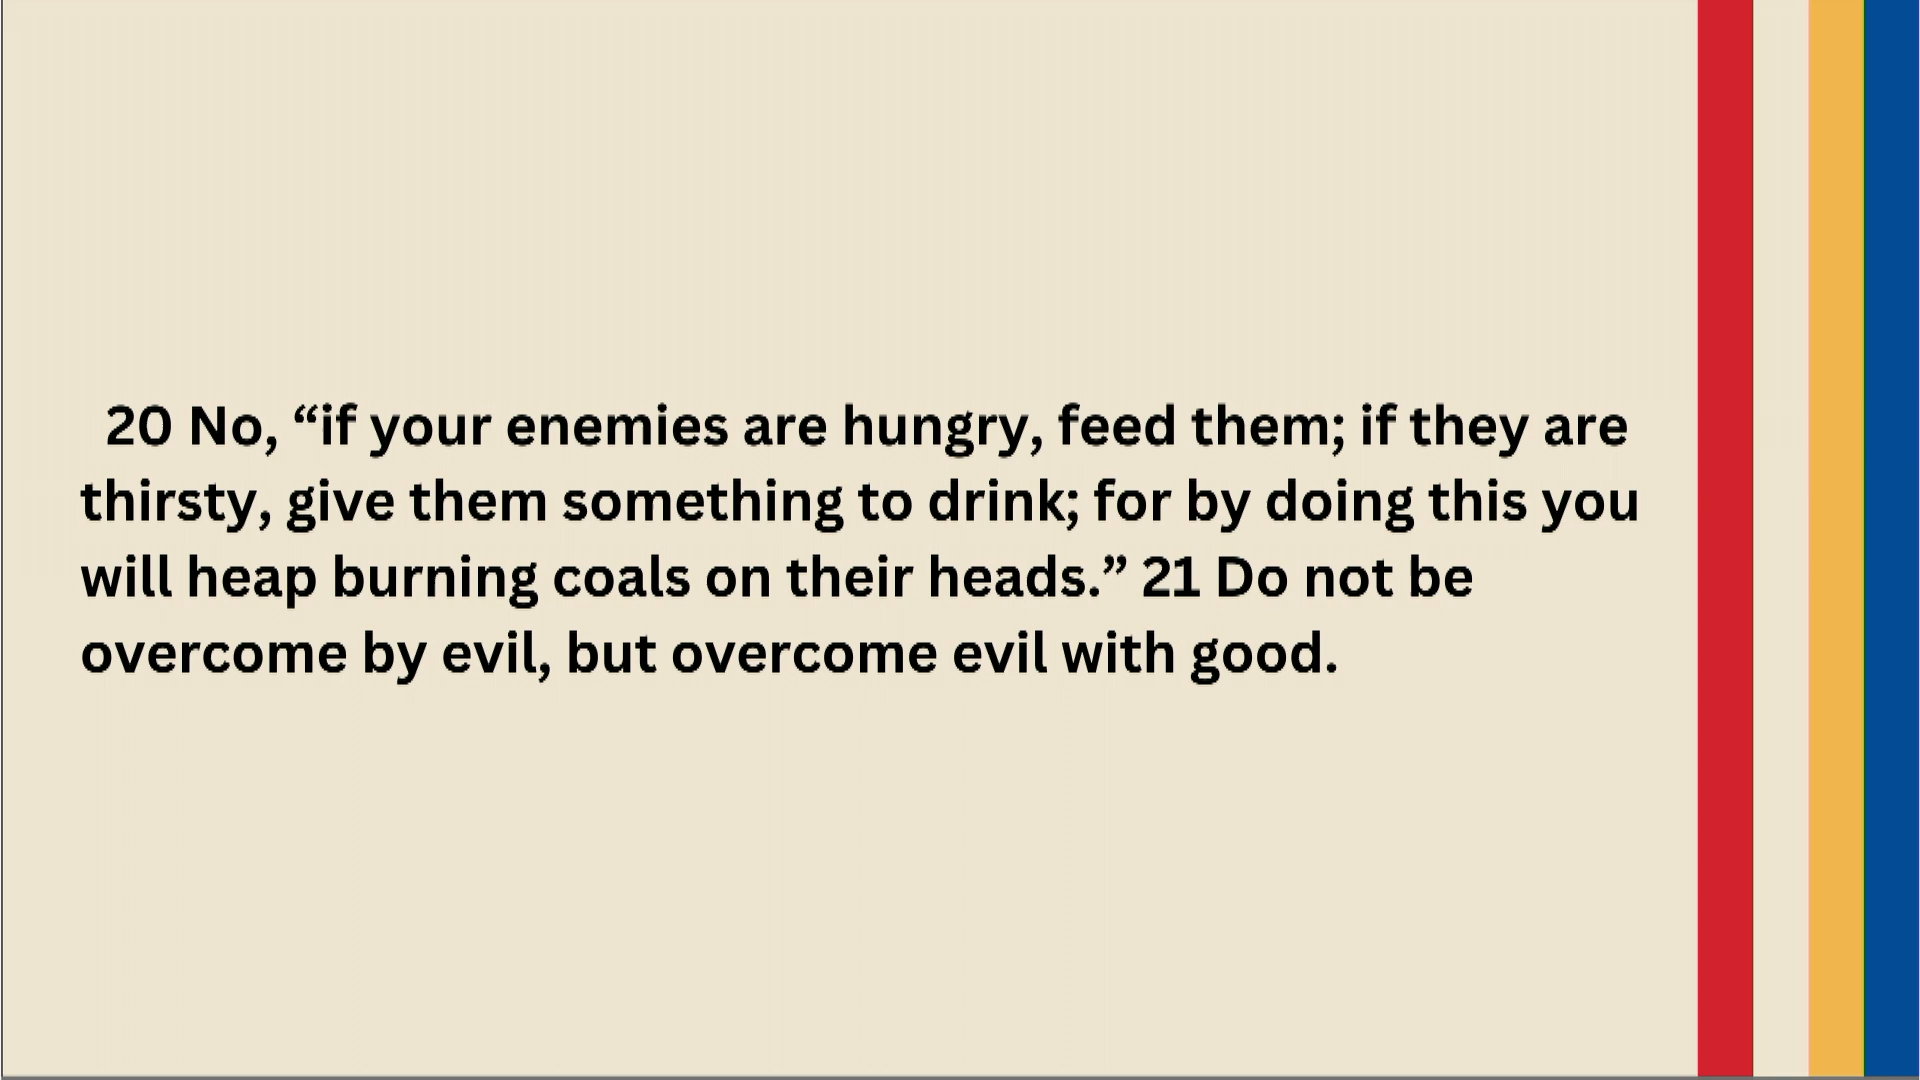 20 No, “if your enemies are hungry, feed them; if they are
thirsty, give them something to drink; for by doing this you
will heap burning coals on their heads.” 21 Do not be
overcome by evil, but overcome evil with good.